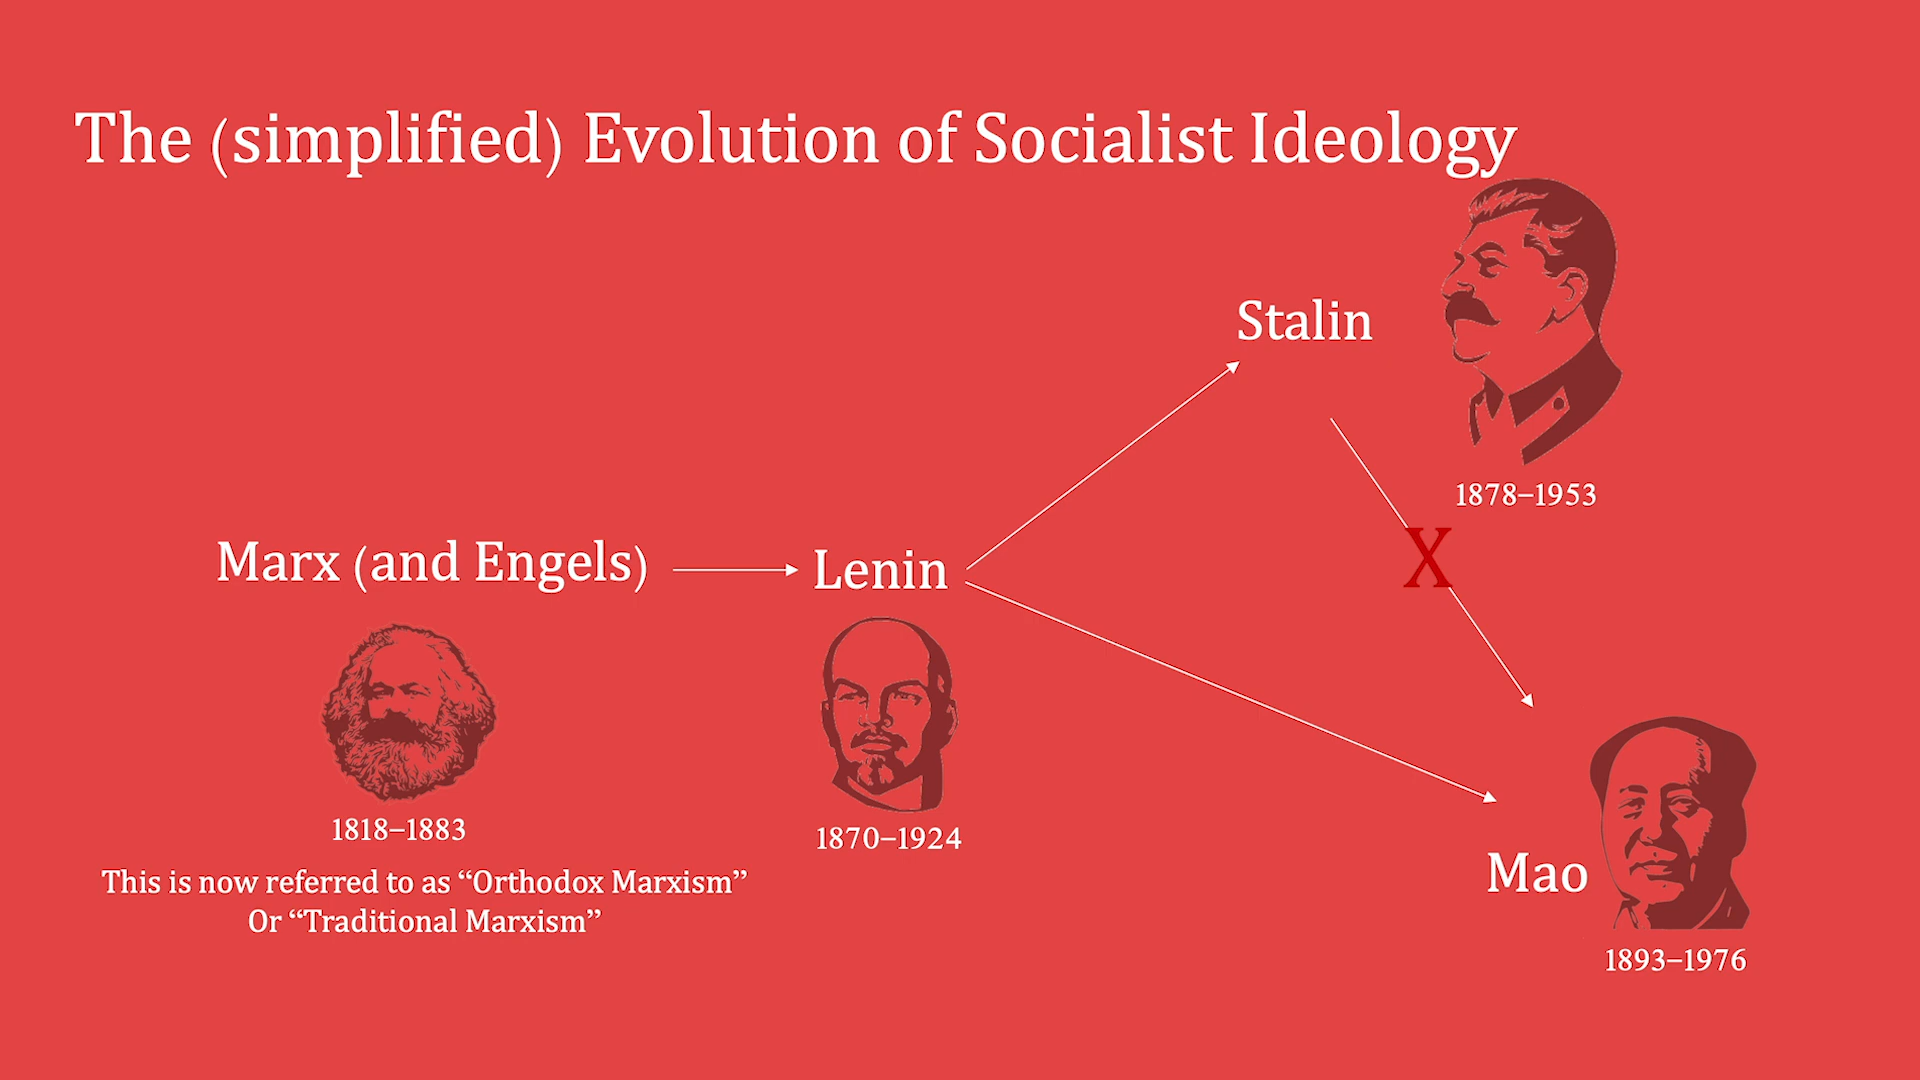 The (simplified) Evolution of Socialist Ideology
Stalin
1878–1953
X
Marx (and Engels)
Lenin
1818–1883
1870–1924
This is now referred to as “Orthodox Marxism”
Or “Traditional Marxism”
Mao
1893–1976